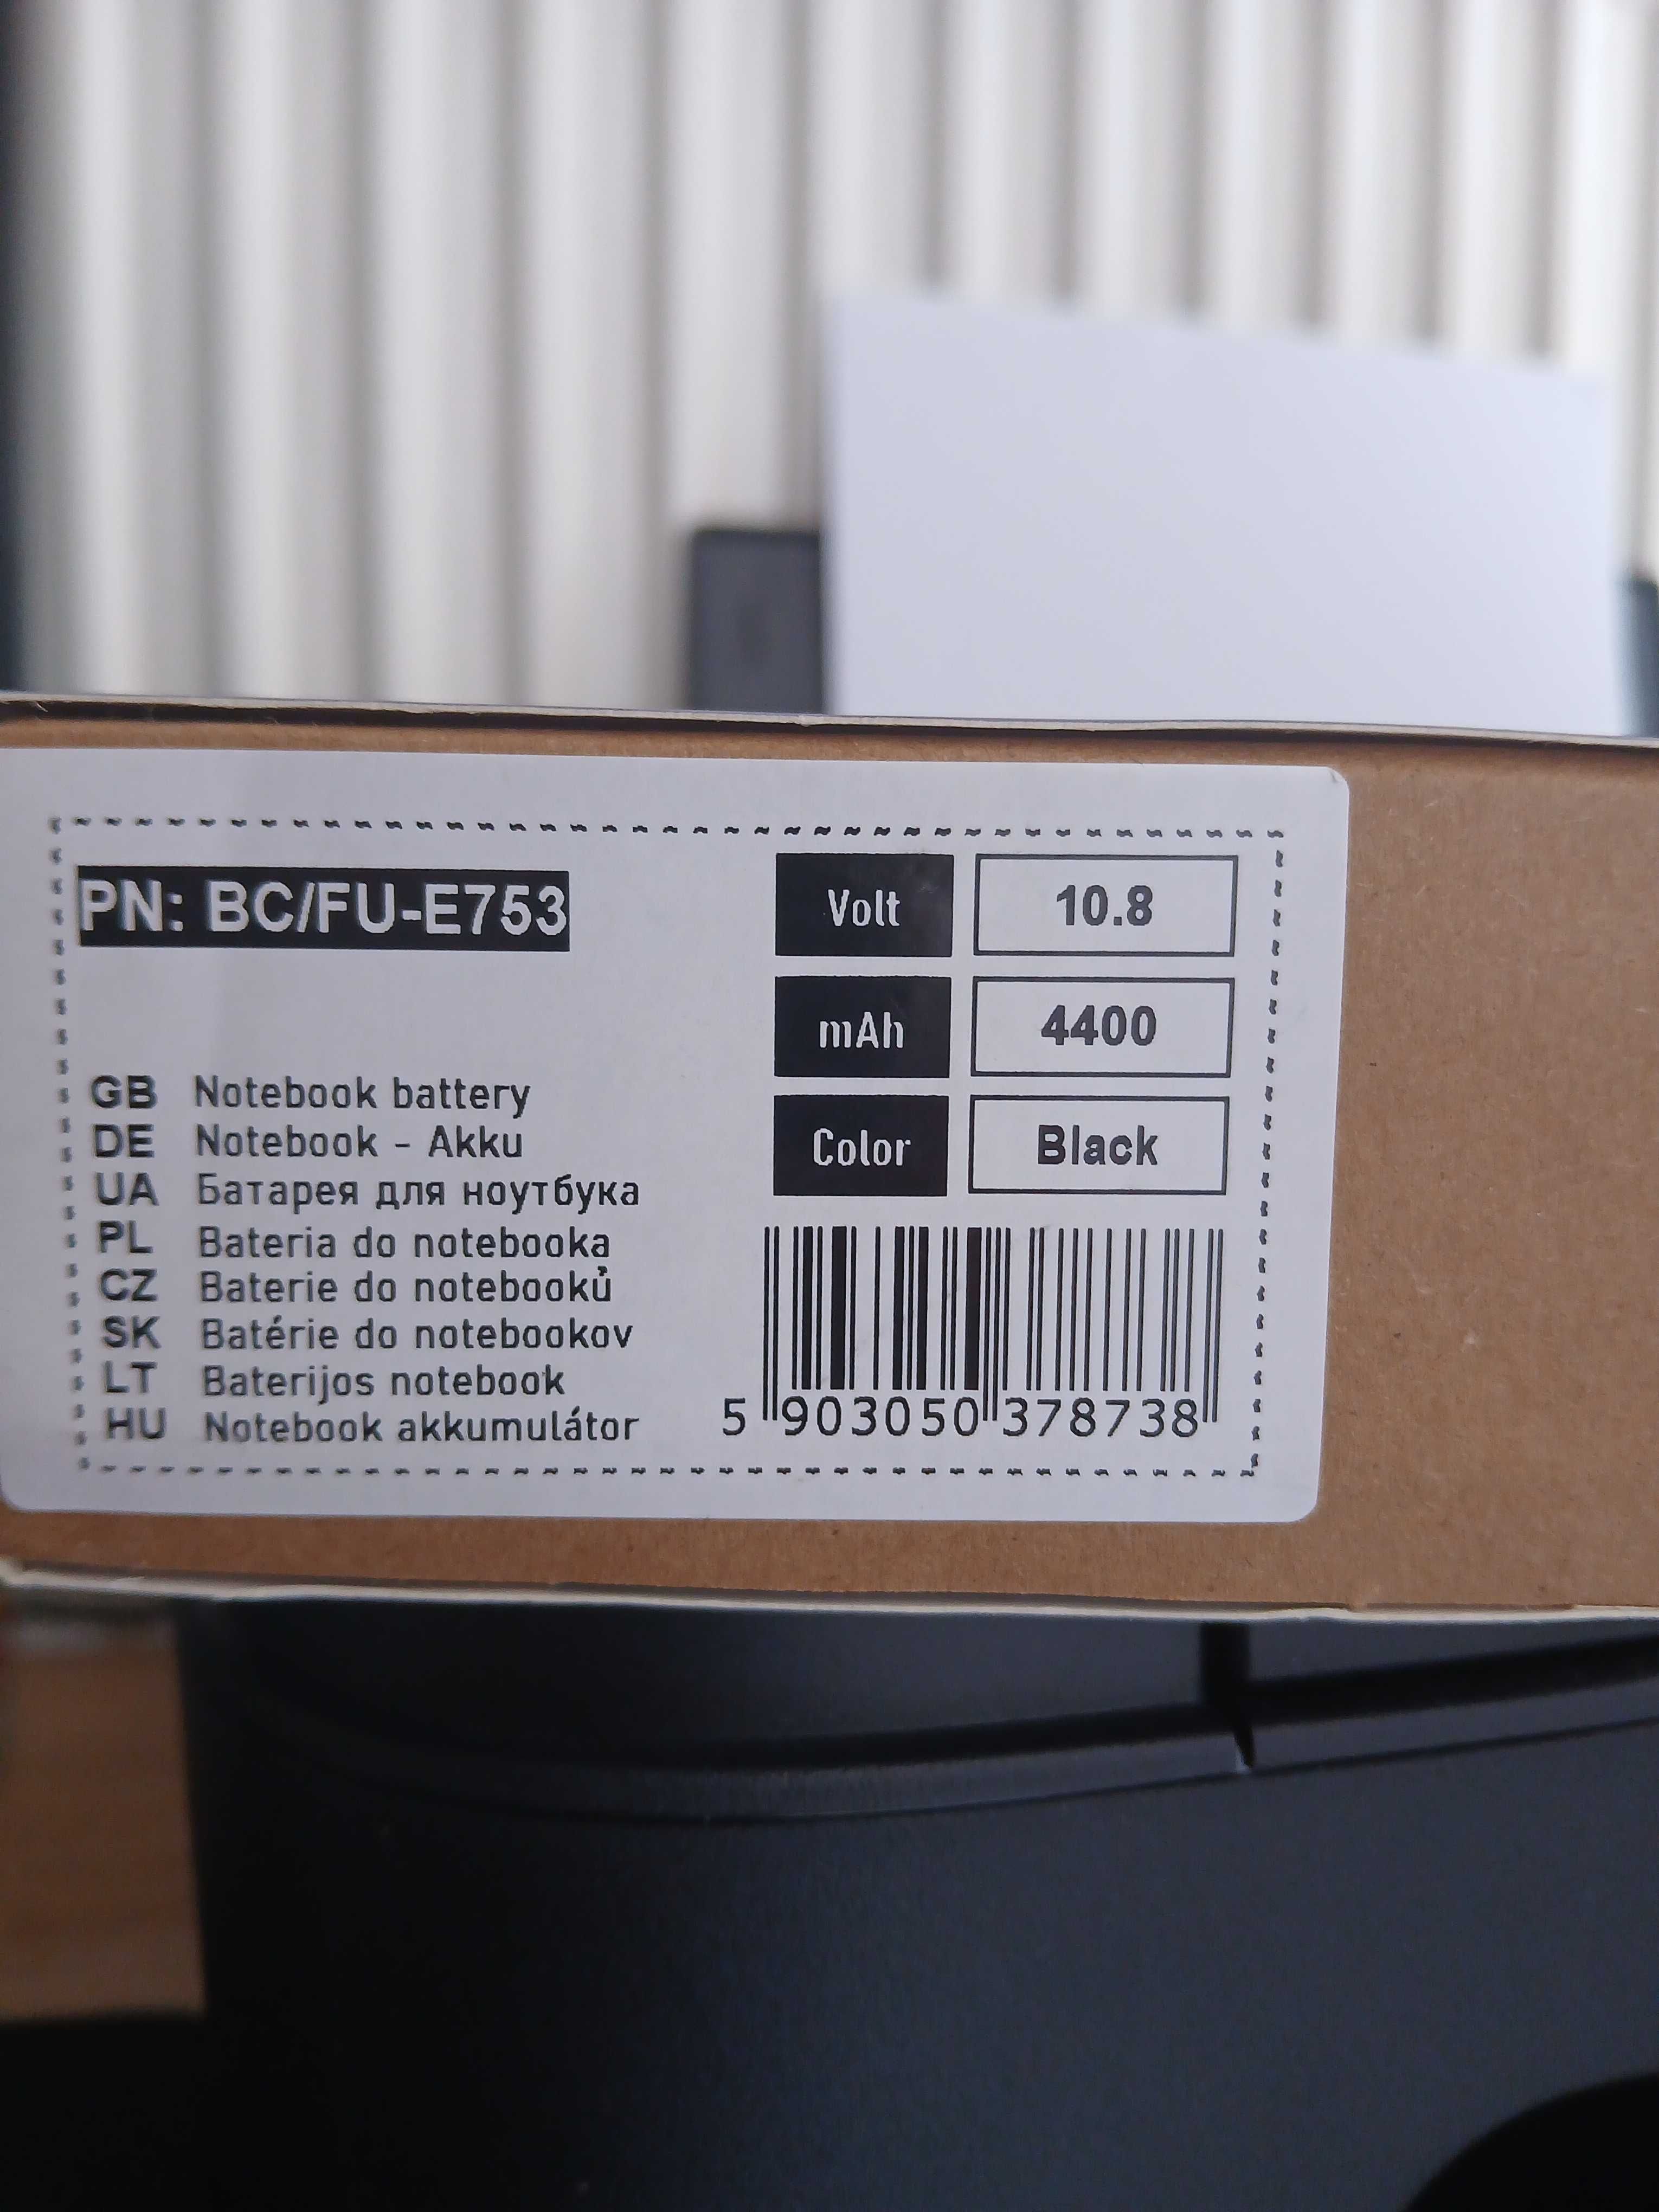 PN: BC/FU-E753
Volt 10.8
mAh 4400
Color Black
GB Notebook battery
DE Notebook - Akku
UA Батарея для ноутбука
PL Bateria do notebooka
CZ Baterie do notebooků
SK Batérie do notebookov
LT Baterijos notebook
HU Notebook akkumulátor
5 903050 378738